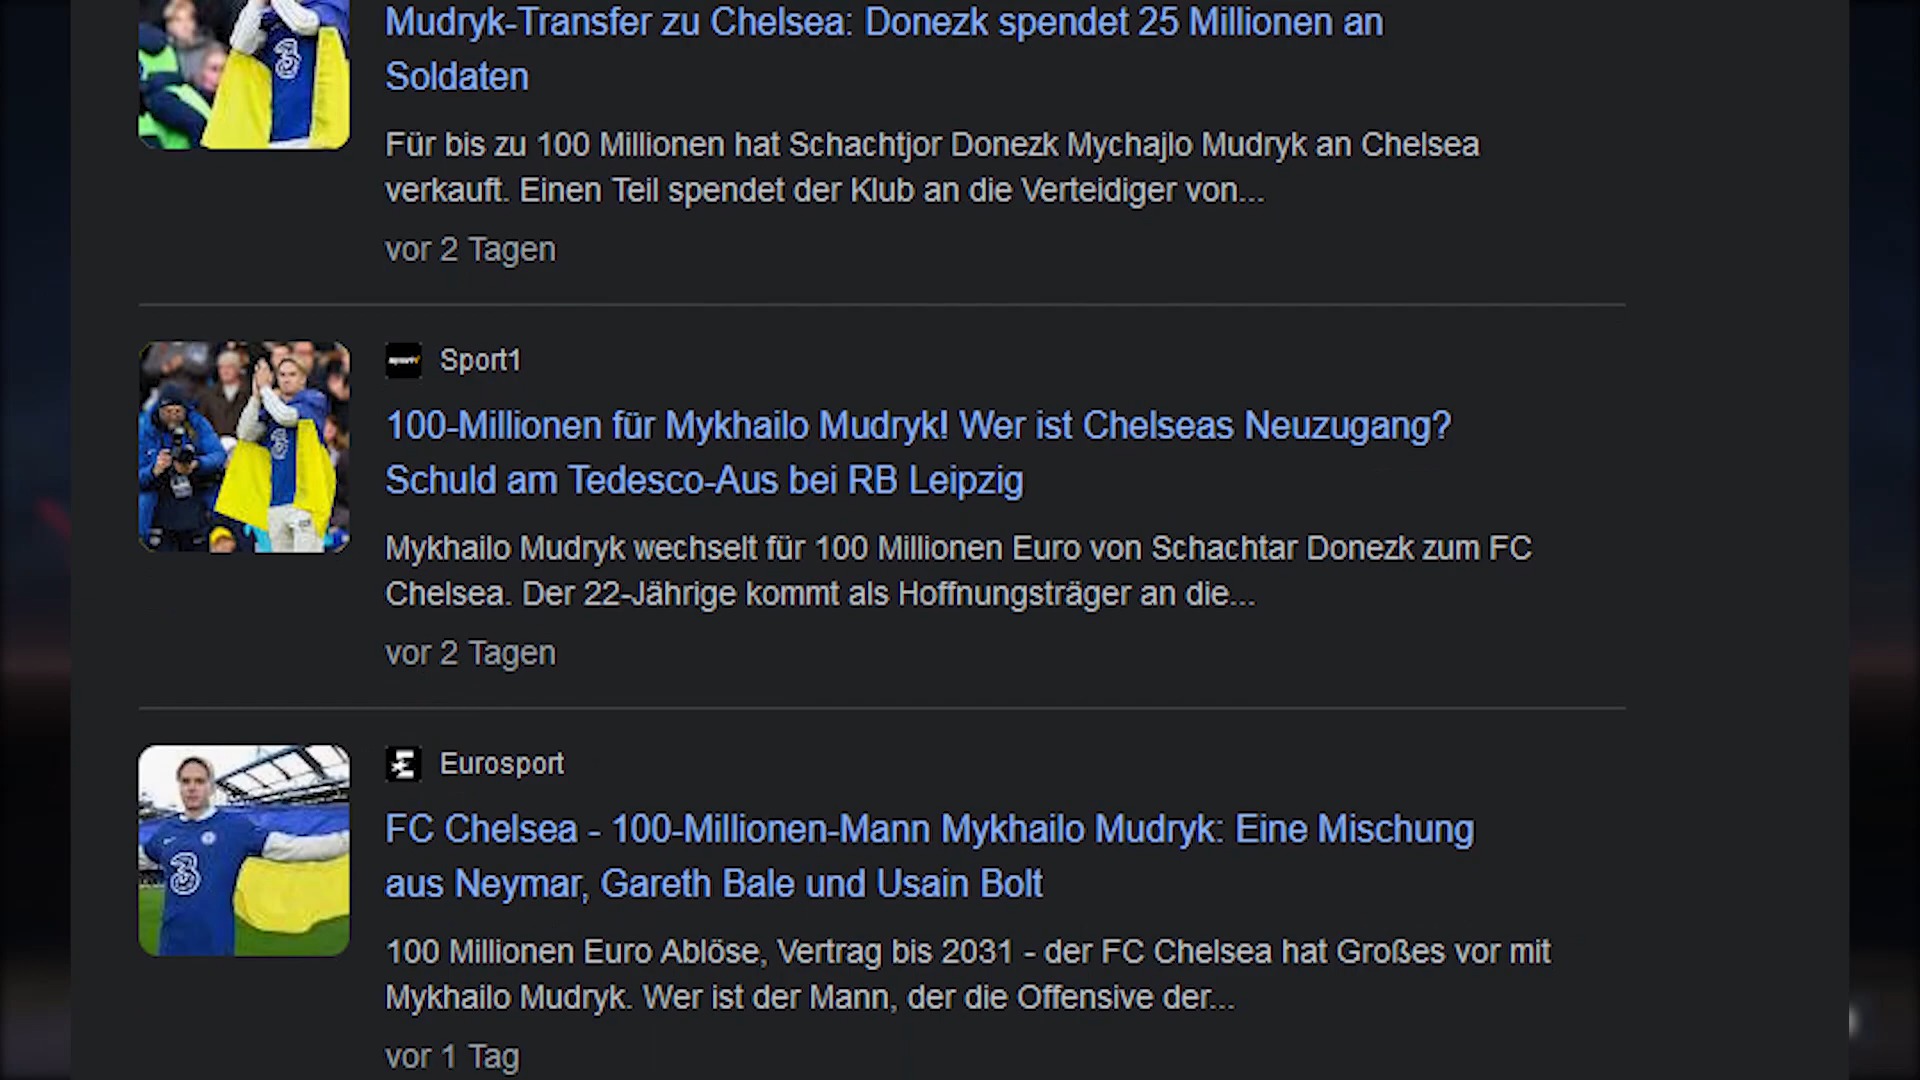 Mudryk-Transfer zu Chelsea: Donezk spendet 25 Millionen an
Soldaten
Für bis zu 100 Millionen hat Schachtjor Donezk Mychajlo Mudryk an Chelsea
verkauft. Einen Teil spendet der Klub an die Verteidiger von...
vor 2 Tagen
Sport1
100-Millionen für Mykhailo Mudryk! Wer ist Chelseas Neuzugang?
Schuld am Tedesco-Aus bei RB Leipzig
Mykhailo Mudryk wechselt für 100 Millionen Euro von Schachtar Donezk zum FC
Chelsea. Der 22-Jährige kommt als Hoffnungsträger an die...
vor 2 Tagen
Eurosport
FC Chelsea - 100-Millionen-Mann Mykhailo Mudryk: Eine Mischung
aus Neymar, Gareth Bale und Usain Bolt
100 Millionen Euro Ablöse, Vertrag bis 2031 - der FC Chelsea hat Großes vor mit
Mykhailo Mudryk. Wer ist der Mann, der die Offensive der...
vor 1 Tag
3
3
3